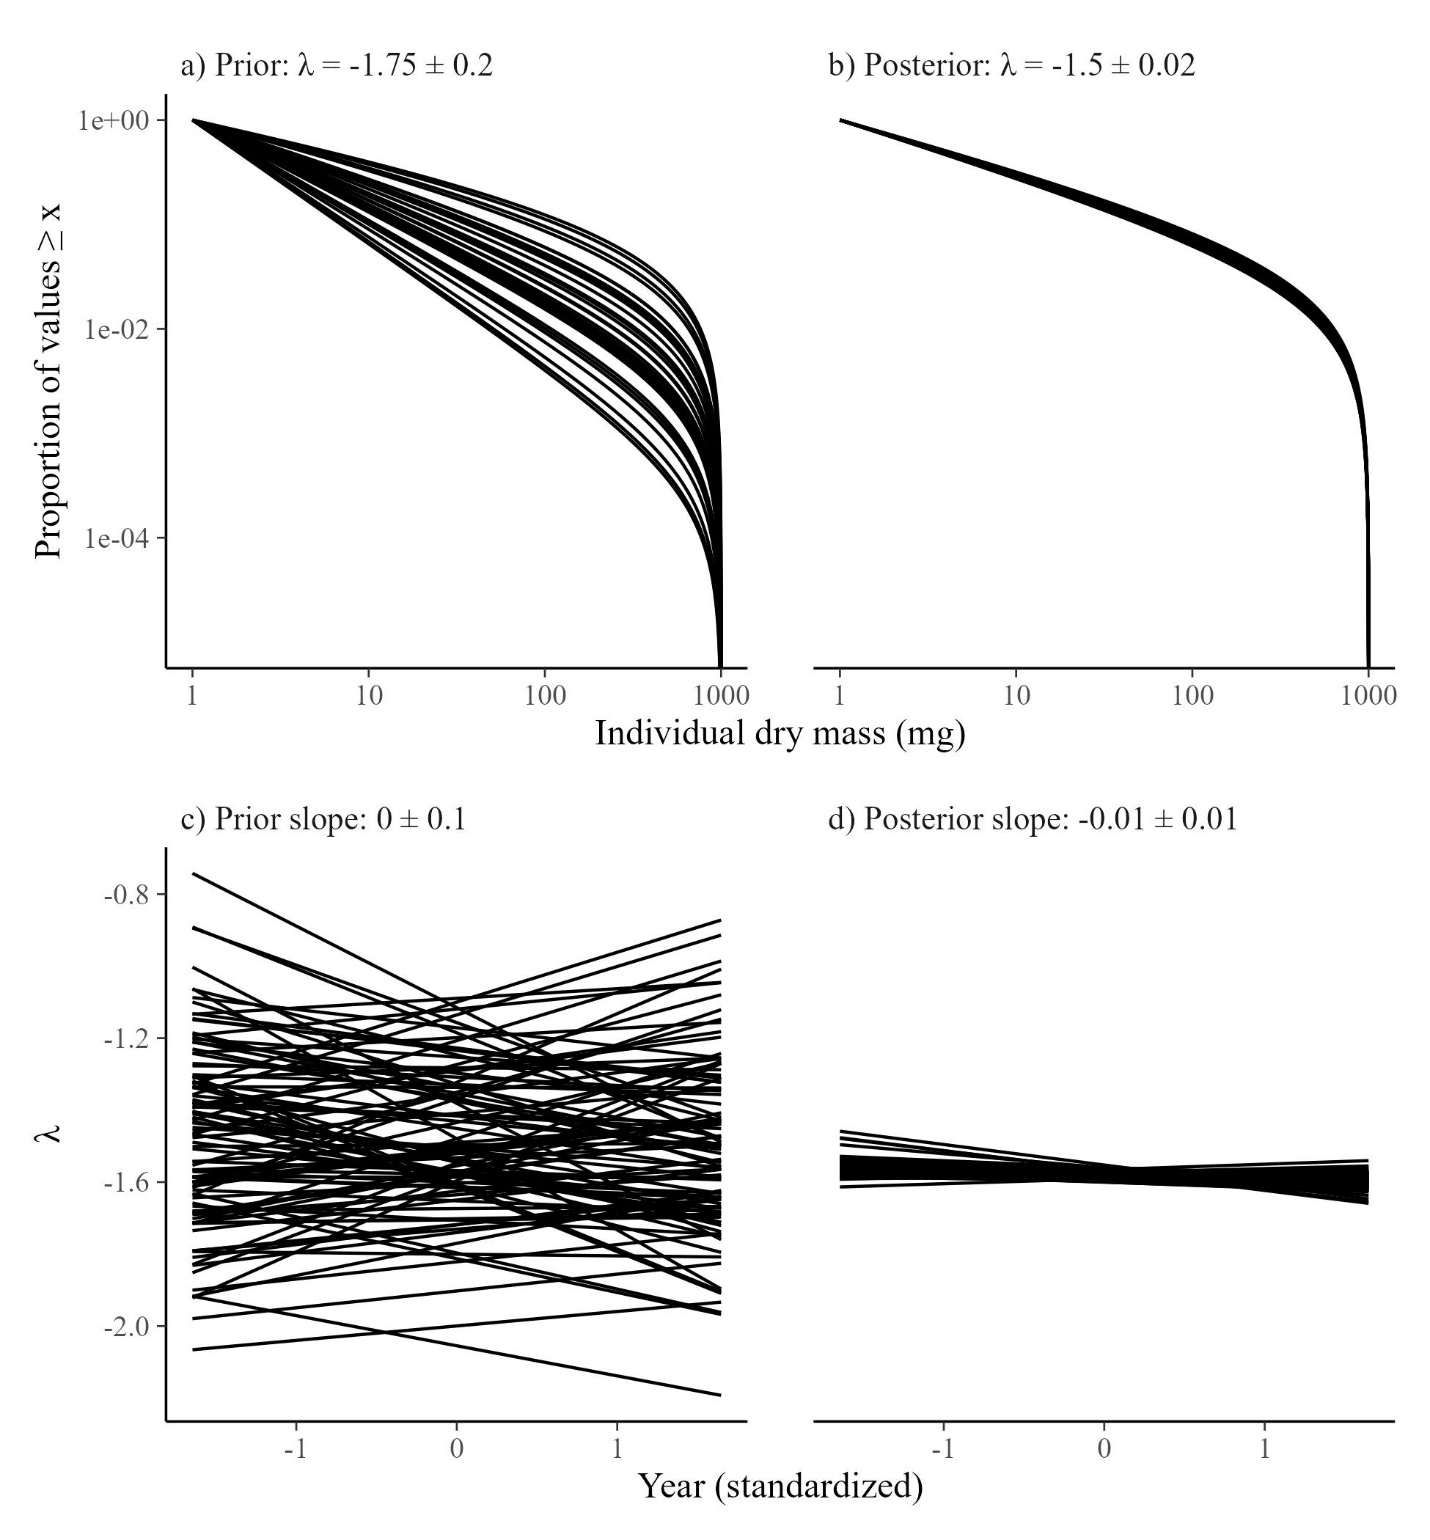 a) Prior: λ = -1.75 ± 0.2
b) Posterior: λ = -1.5 ± 0.02
Proportion of values ≥ x
1e+00
1e-02
1e-04
1 10 100 1000
1 10 100 1000
Individual dry mass (mg)
c) Prior slope: 0 ± 0.1
d) Posterior slope: -0.01 ± 0.01
λ
-0.8
-1.2
-1.6
-2.0
-1 0 1
-1 0 1
Year (standardized)